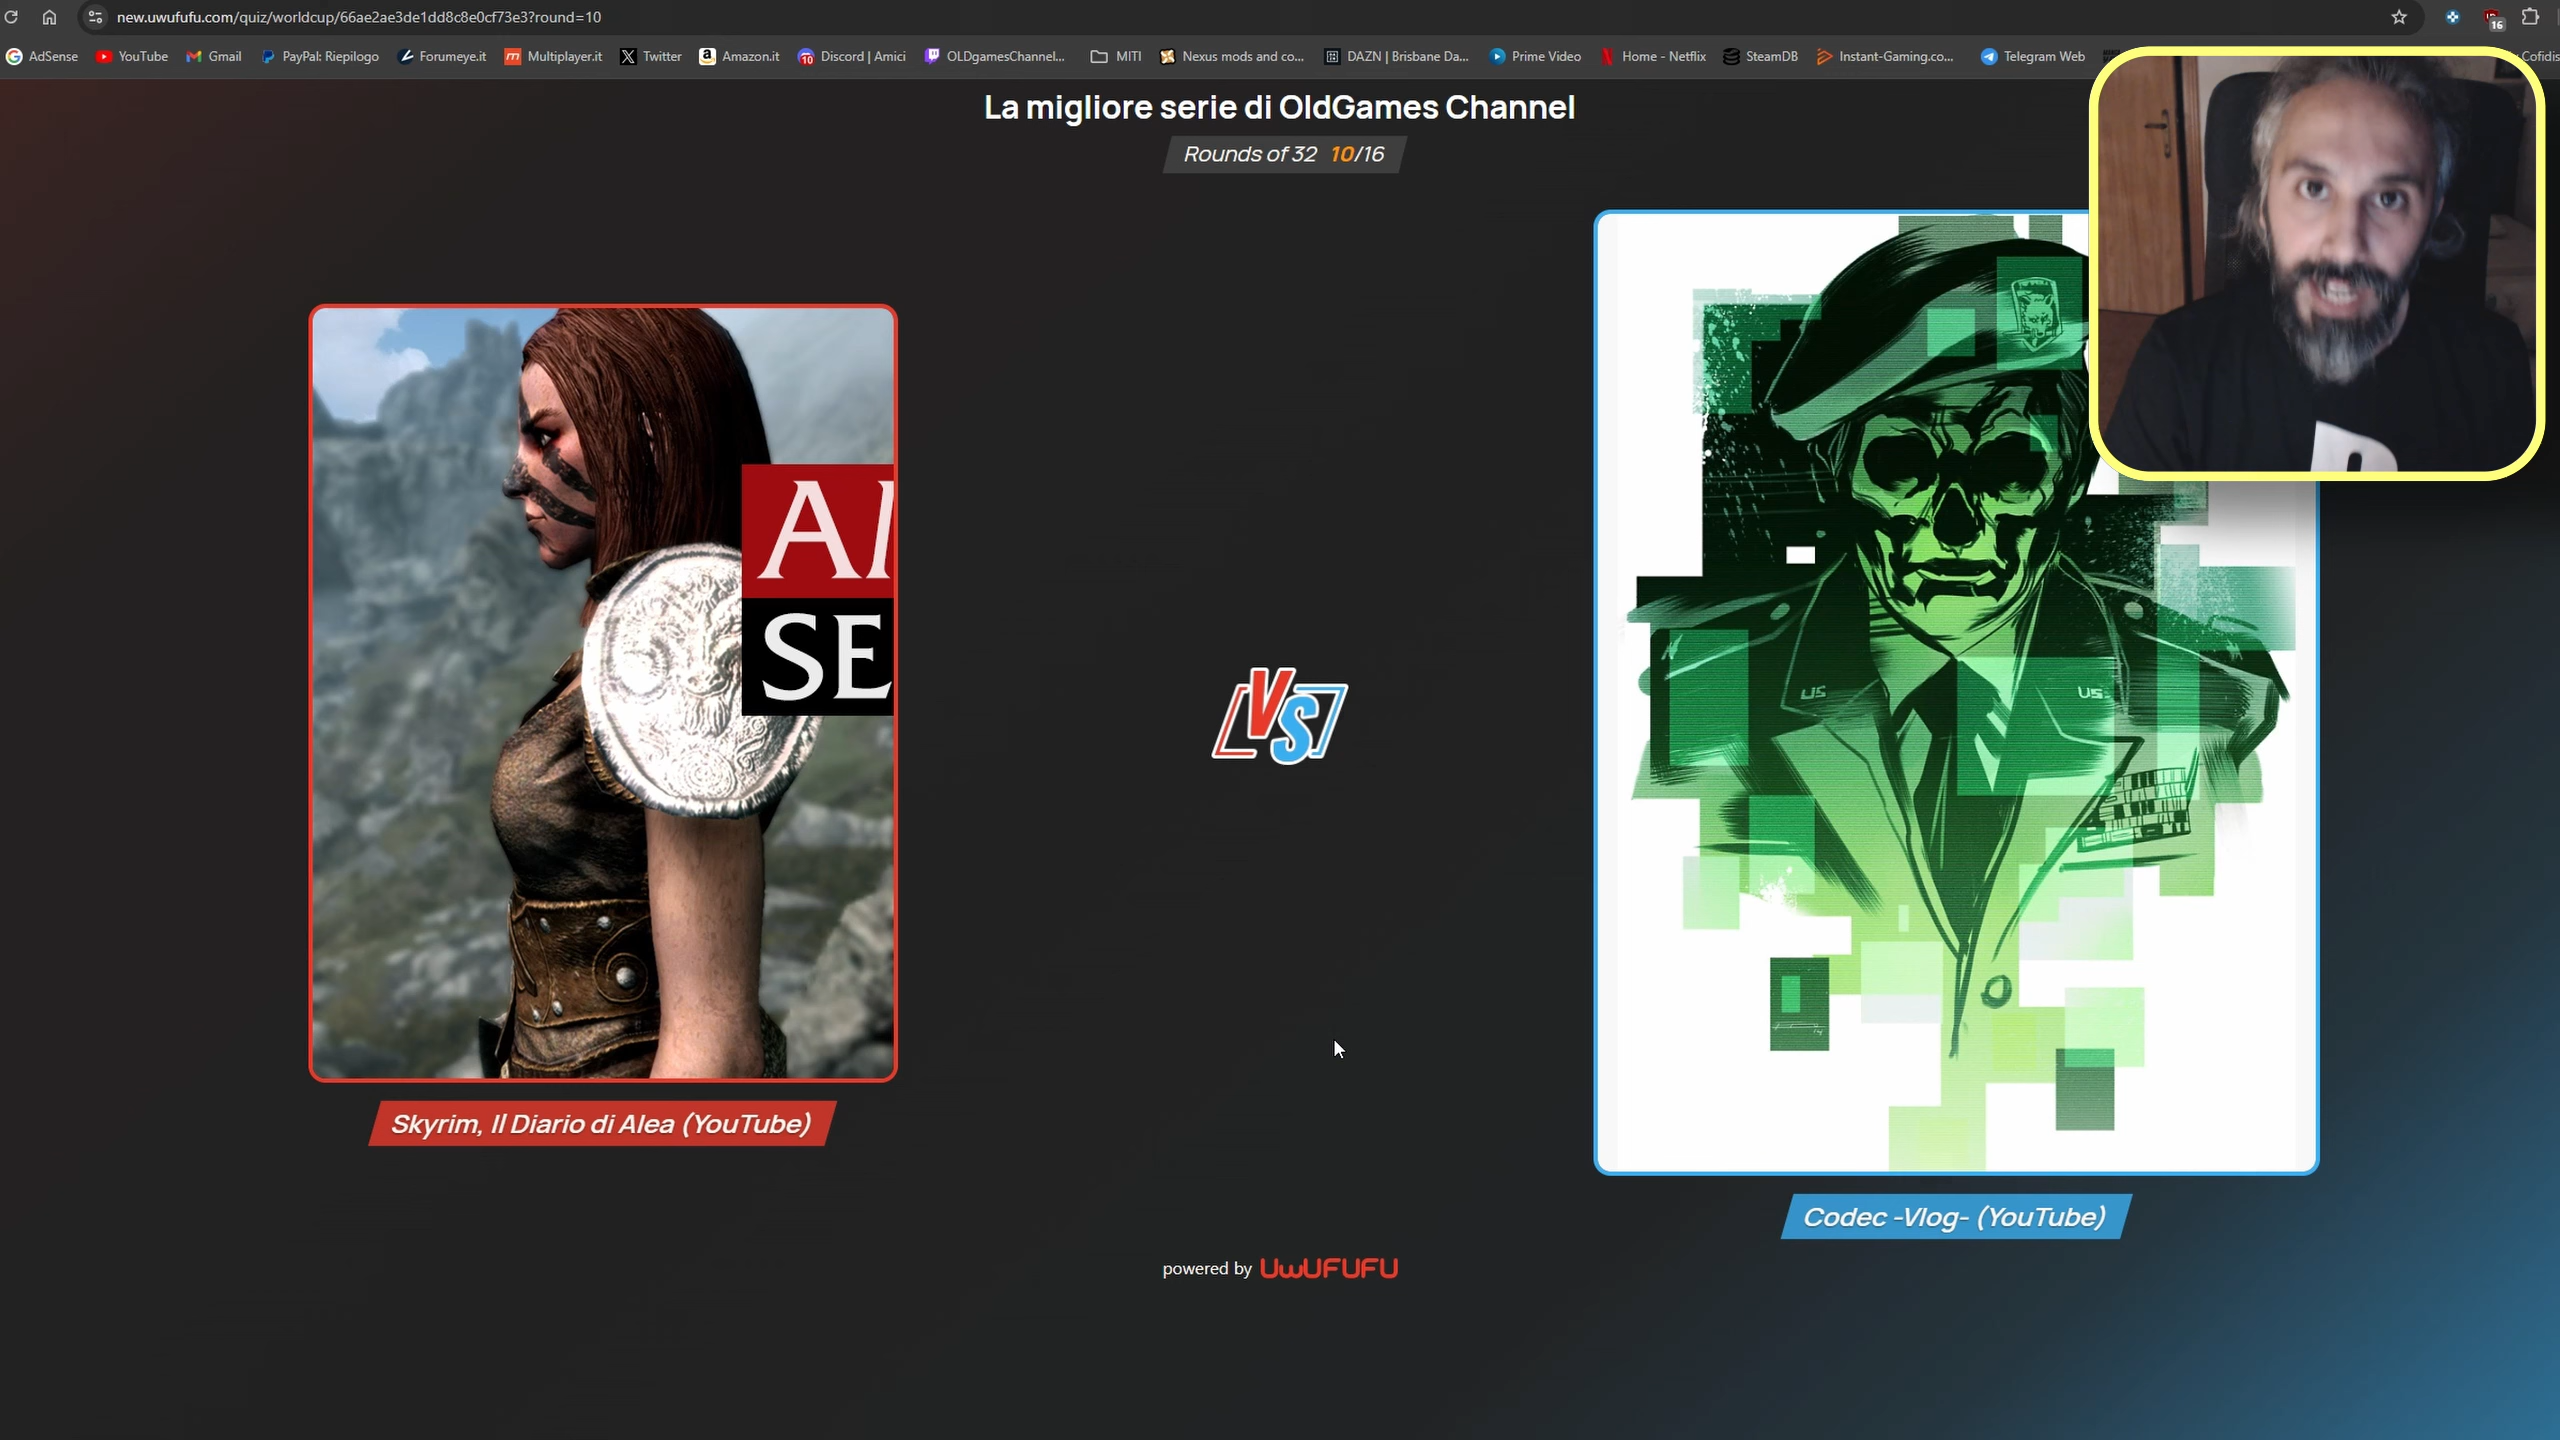 new.uwufufu.com/quiz/worldcup/66ae2ae3de1dd8c8e0cf73e3?round=10
16
AdSense YouTube Gmail PayPal: Riepilogo Forumeye.it Multiplayer.it Twitter Amazon.it 10 Discord | Amici OLDgamesChannel... MITI Nexus mods and co... DAZN | Brisbane Da... Prime Video Home - Netflix SteamDB Instant-Gaming.co... Telegram Web Cofidis
La migliore serie di OldGames Channel
Rounds of 32 10/16
SE
VS
US US
Skyrim, Il Diario di Alea (YouTube)
Codec -Vlog- (YouTube)
powered by UwUFUFU